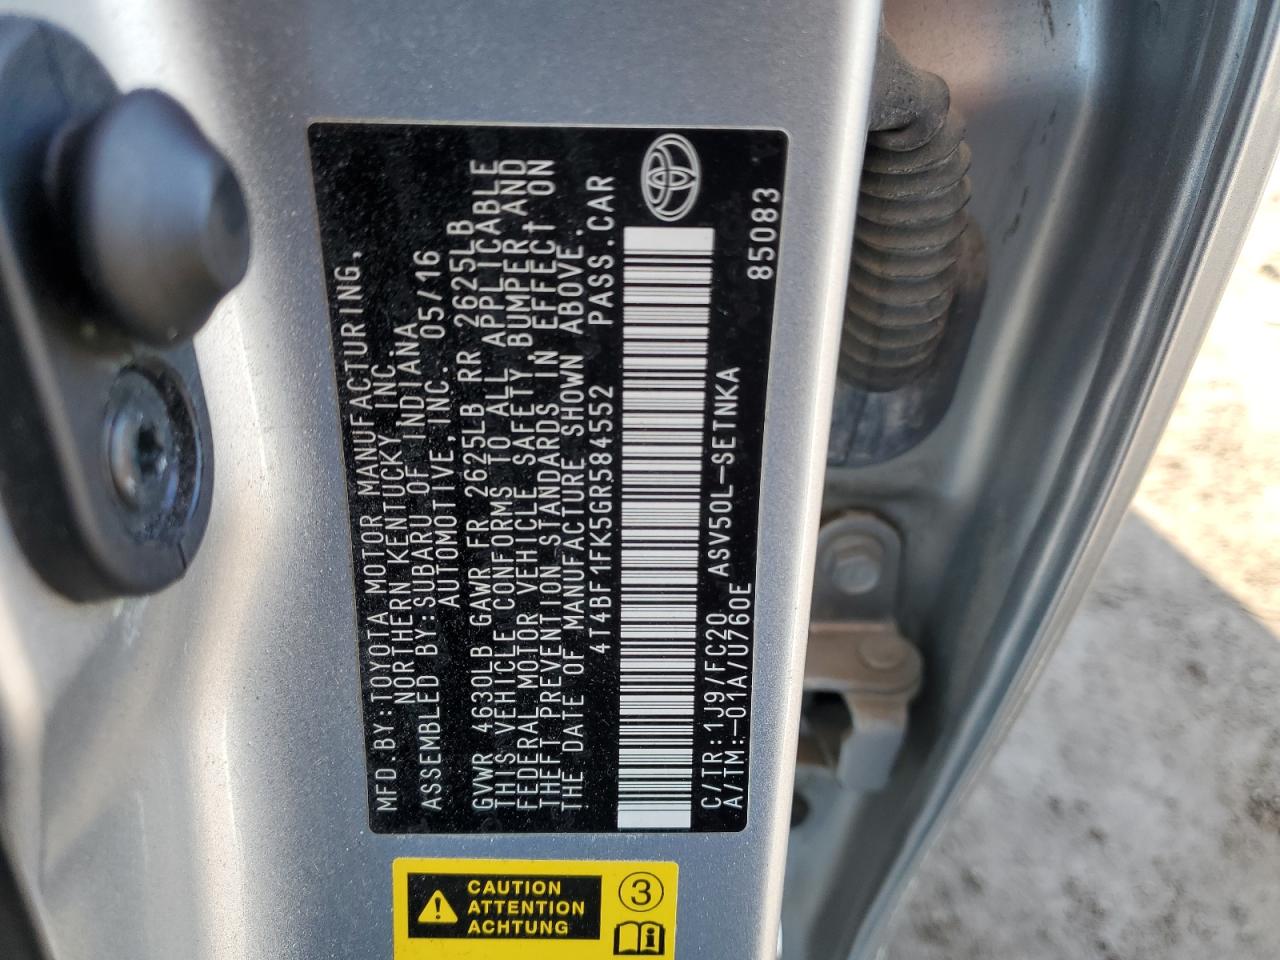 MFD.BY:TOYOTA MOTOR MANUFACTURING,
NORTHERN KENTUCKY INC.
ASSEMBLED BY:SUBARU OF INDIANA
AUTOMOTIVE,INC. 05/16
GVWR 4630LB GAWR FR 2625LB RR 2625LB
THIS VEHICLE CONFORMS TO ALL APPLICABLE
FEDERAL MOTOR VEHICLE SAFETY, BUMPER, AND
THEFT PREVENTION STANDARDS IN EFFECT ON
THE DATE OF MANUFACTURE SHOWN ABOVE.
4T4BF1FK5GR584552 PASS.CAR
C/TR:1J9/FC20 ASV50L-SETNKA 85083
A/TM:-01A/U760E
CAUTION
ATTENTION
ACHTUNG
3